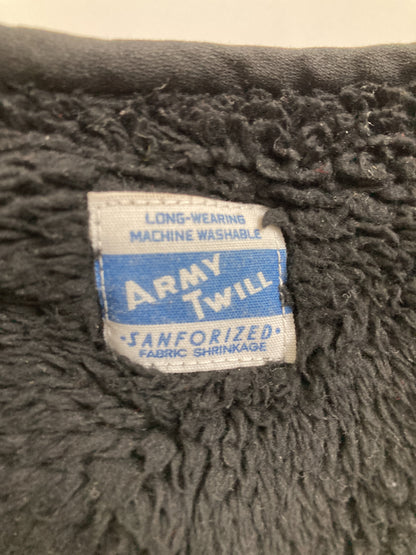 LONG-WEARING
MACHINE WASHABLE
ARMY
TWILL
·SANFORIZED·
FABRIC SHRINKAGE